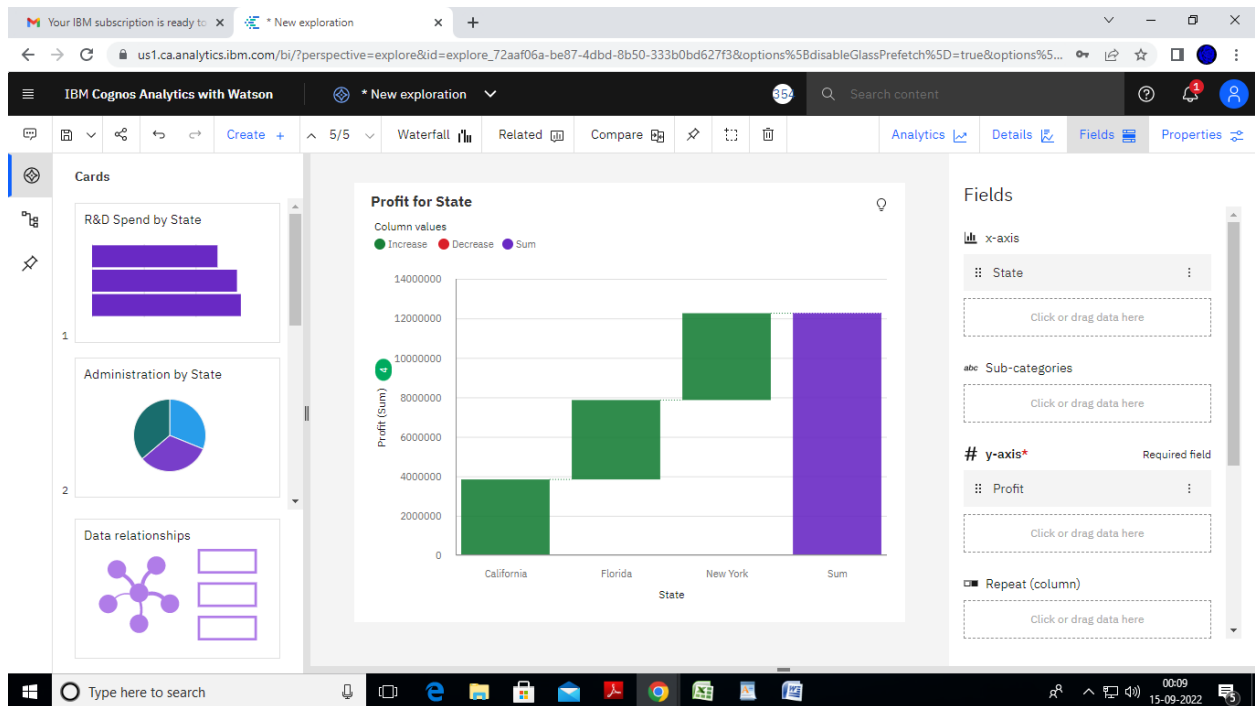 Your IBM subscription is ready to
* New exploration
us1.ca.analytics.ibm.com/bi/?perspective=explore&id=explore_72aaf06a-be87-4dbd-8b50-333b0bd627f3&options%5BdisableGlassPrefetch%5D=true&options%5...
IBM Cognos Analytics with Watson
* New exploration
354
Search content
1
Create +
5/5
Waterfall
Related
Compare
Analytics
Details
Fields
Properties
Cards
R&D Spend by State
1
Administration by State
2
Data relationships
Profit for State
Column values
Increase Decrease Sum
14000000
12000000
10000000
8000000
6000000
4000000
2000000
0
Profit (Sum)
4
California Florida New York Sum
State
Fields
x-axis
State
Click or drag data here
abc Sub-categories
Click or drag data here
# y-axis* Required field
Profit
Click or drag data here
Repeat (column)
Click or drag data here
Type here to search
00:09
15-09-2022
5